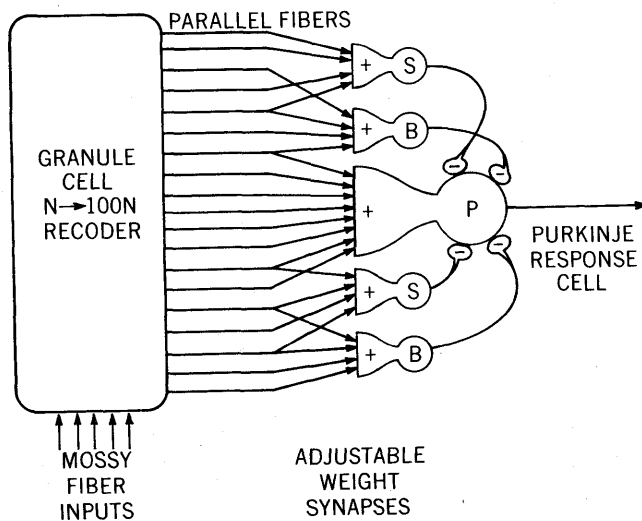 PARALLEL FIBERS
+
S
+
B
GRANULE
CELL
N→100N
RECODER
−
−
+
P
PURKINJE
RESPONSE
CELL
−
−
+
S
+
B
MOSSY
FIBER
INPUTS
ADJUSTABLE
WEIGHT
SYNAPSES